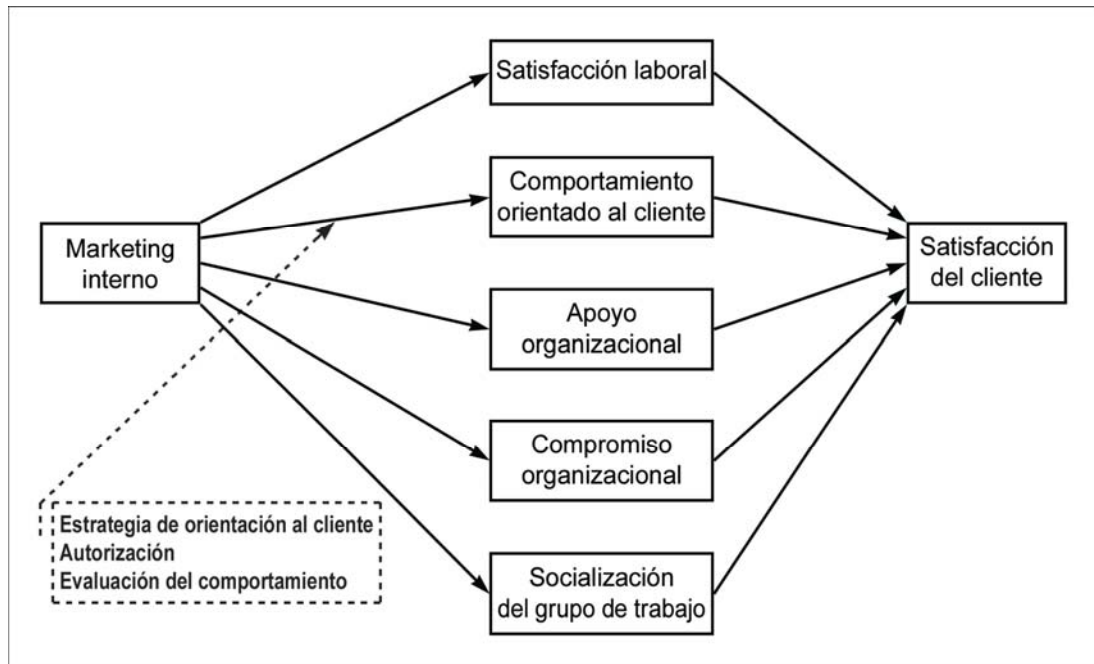 Satisfacción laboral
Comportamiento
orientado al cliente
Marketing
interno
Satisfacción
del cliente
Apoyo
organizacional
Compromiso
organizacional
Estrategia de orientación al cliente
Autorización
Evaluación del comportamiento
Socialización
del grupo de trabajo